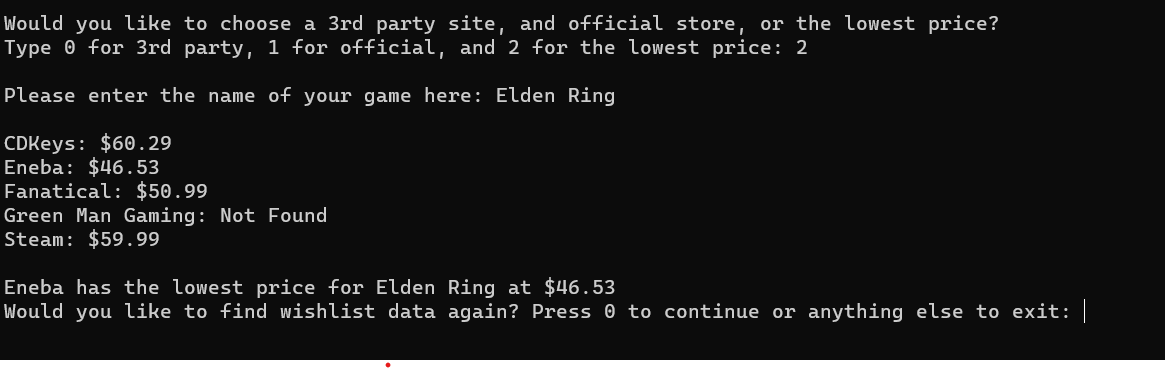 Would you like to choose a 3rd party site, and official store, or the lowest price?
Type 0 for 3rd party, 1 for official, and 2 for the lowest price: 2
Please enter the name of your game here: Elden Ring
CDKeys: $60.29
Eneba: $46.53
Fanatical: $50.99
Green Man Gaming: Not Found
Steam: $59.99
Eneba has the lowest price for Elden Ring at $46.53
Would you like to find wishlist data again? Press 0 to continue or anything else to exit: